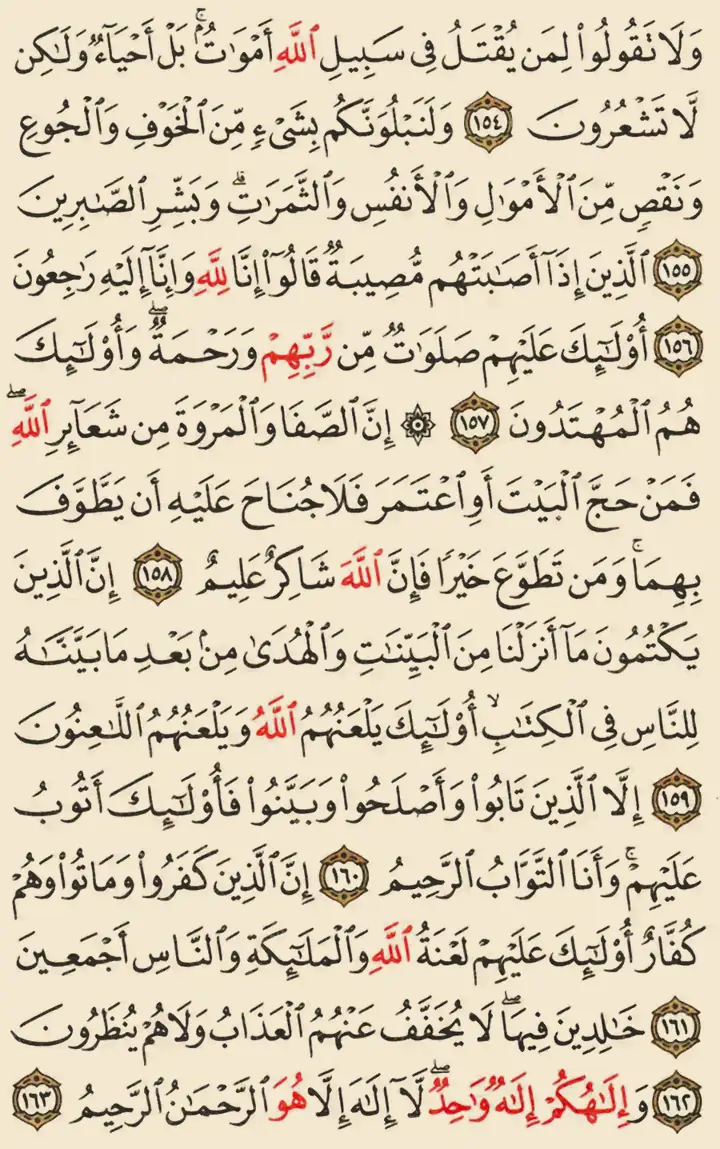 وَلَا تَقُولُوا۟ لِمَن يُقْتَلُ فِى سَبِيلِ ٱللَّهِ أَمْوَٰتٌۢ ۚ بَلْ أَحْيَآءٌ وَلَـٰكِن
لَّا تَشْعُرُونَ ١٥٤ وَلَنَبْلُوَنَّكُم بِشَىْءٍ مِّنَ ٱلْخَوْفِ وَٱلْجُوعِ
وَنَقْصٍ مِّنَ ٱلْأَمْوَٰلِ وَٱلْأَنفُسِ وَٱلثَّمَرَٰتِ ۗ وَبَشِّرِ ٱلصَّـٰبِرِينَ
١٥٥ ٱلَّذِينَ إِذَآ أَصَـٰبَتْهُم مُّصِيبَةٌ قَالُوٓا۟ إِنَّا لِلَّهِ وَإِنَّآ إِلَيْهِ رَٰجِعُونَ
١٥٦ أُو۟لَـٰٓئِكَ عَلَيْهِمْ صَلَوَٰتٌ مِّن رَّبِّهِمْ وَرَحْمَةٌ ۖ وَأُو۟لَـٰٓئِكَ
هُمُ ٱلْمُهْتَدُونَ ١٥٧ ۞ إِنَّ ٱلصَّفَا وَٱلْمَرْوَةَ مِن شَعَآئِرِ ٱللَّهِ ۖ
فَمَنْ حَجَّ ٱلْبَيْتَ أَوِ ٱعْتَمَرَ فَلَا جُنَاحَ عَلَيْهِ أَن يَطَّوَّفَ
بِهِمَا ۚ وَمَن تَطَوَّعَ خَيْرًا فَإِنَّ ٱللَّهَ شَاكِرٌ عَلِيمٌ ١٥٨ إِنَّ ٱلَّذِينَ
يَكْتُمُونَ مَآ أَنزَلْنَا مِنَ ٱلْبَيِّنَـٰتِ وَٱلْهُدَىٰ مِنۢ بَعْدِ مَا بَيَّنَّـٰهُ
لِلنَّاسِ فِى ٱلْكِتَـٰبِ ۙ أُو۟لَـٰٓئِكَ يَلْعَنُهُمُ ٱللَّهُ وَيَلْعَنُهُمُ ٱللَّـٰعِنُونَ
١٥٩ إِلَّا ٱلَّذِينَ تَابُوا۟ وَأَصْلَحُوا۟ وَبَيَّنُوا۟ فَأُو۟لَـٰٓئِكَ أَتُوبُ
عَلَيْهِمْ ۚ وَأَنَا ٱلتَّوَّابُ ٱلرَّحِيمُ ١٦٠ إِنَّ ٱلَّذِينَ كَفَرُوا۟ وَمَاتُوا۟ وَهُمْ
كُفَّارٌ أُو۟لَـٰٓئِكَ عَلَيْهِمْ لَعْنَةُ ٱللَّهِ وَٱلْمَلَـٰٓئِكَةِ وَٱلنَّاسِ أَجْمَعِينَ
١٦١ خَـٰلِدِينَ فِيهَا ۖ لَا يُخَفَّفُ عَنْهُمُ ٱلْعَذَابُ وَلَا هُمْ يُنظَرُونَ
١٦٢ وَإِلَـٰهُكُمْ إِلَـٰهٌ وَٰحِدٌ ۖ لَّآ إِلَـٰهَ إِلَّا هُوَ ٱلرَّحْمَـٰنُ ٱلرَّحِيمُ ١٦٣